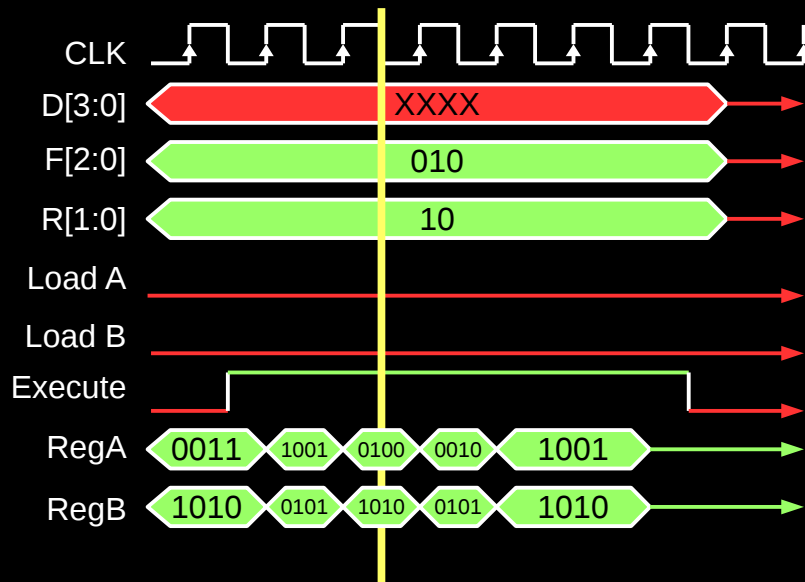 CLK
D[3:0] XXXX
F[2:0] 010
R[1:0] 10
Load A
Load B
Execute
RegA 0011 1001 0100 0010 1001
RegB 1010 0101 1010 0101 1010